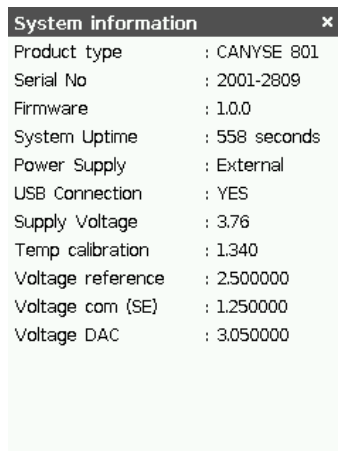 System information ×
Product type : CANYSE 801
Serial No : 2001-2809
Firmware : 1.0.0
System Uptime : 558 seconds
Power Supply : External
USB Connection : YES
Supply Voltage : 3.76
Temp calibration : 1.340
Voltage reference : 2.500000
Voltage com (SE) : 1.250000
Voltage DAC : 3.050000